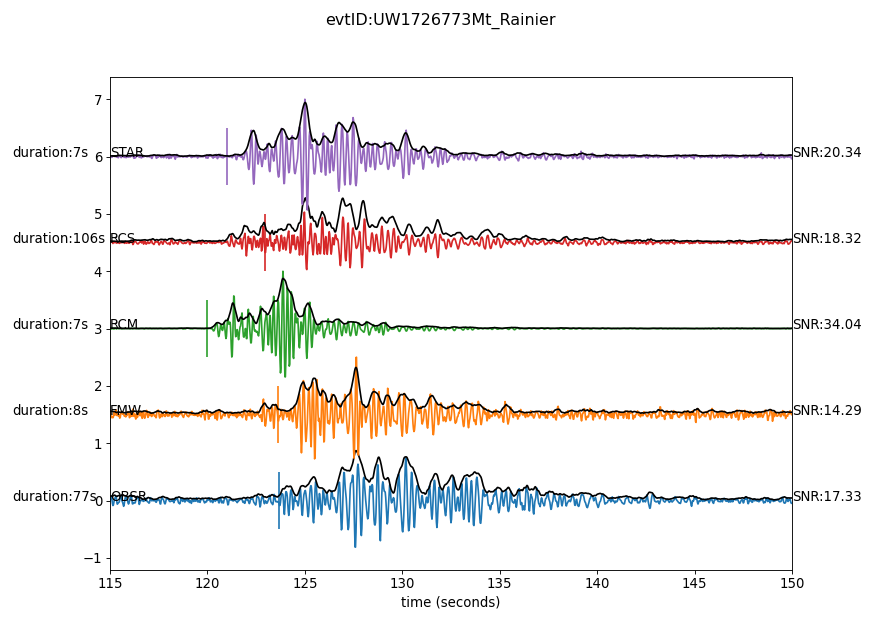 evtID:UW1726773Mt_Rainier
7
duration:7s STAR 6 SNR:20.34
5
duration:106s RCS SNR:18.32
4
duration:7s RCM 3 SNR:34.04
2
duration:8s FMW SNR:14.29
1
duration:77s OBSR 0 SNR:17.33
−1
115 120 125 130 135 140 145 150
time (seconds)